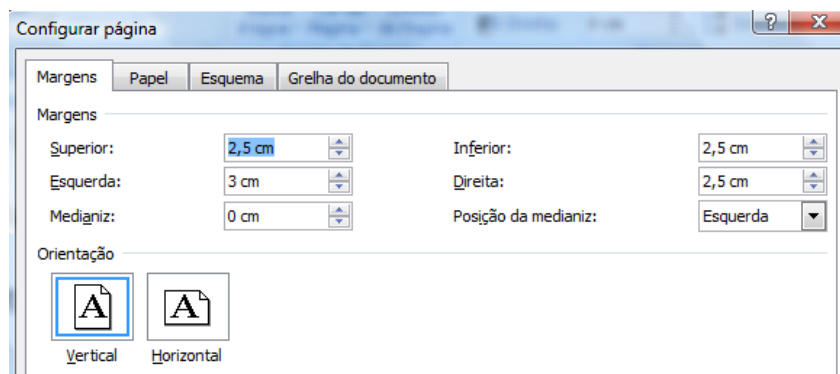 Configurar página
Margens Papel Esquema Grelha do documento
Margens
Superior: 2,5 cm Inferior: 2,5 cm
Esquerda: 3 cm Direita: 2,5 cm
Medianiz: 0 cm Posição da medianiz: Esquerda
Orientação
A A
Vertical Horizontal